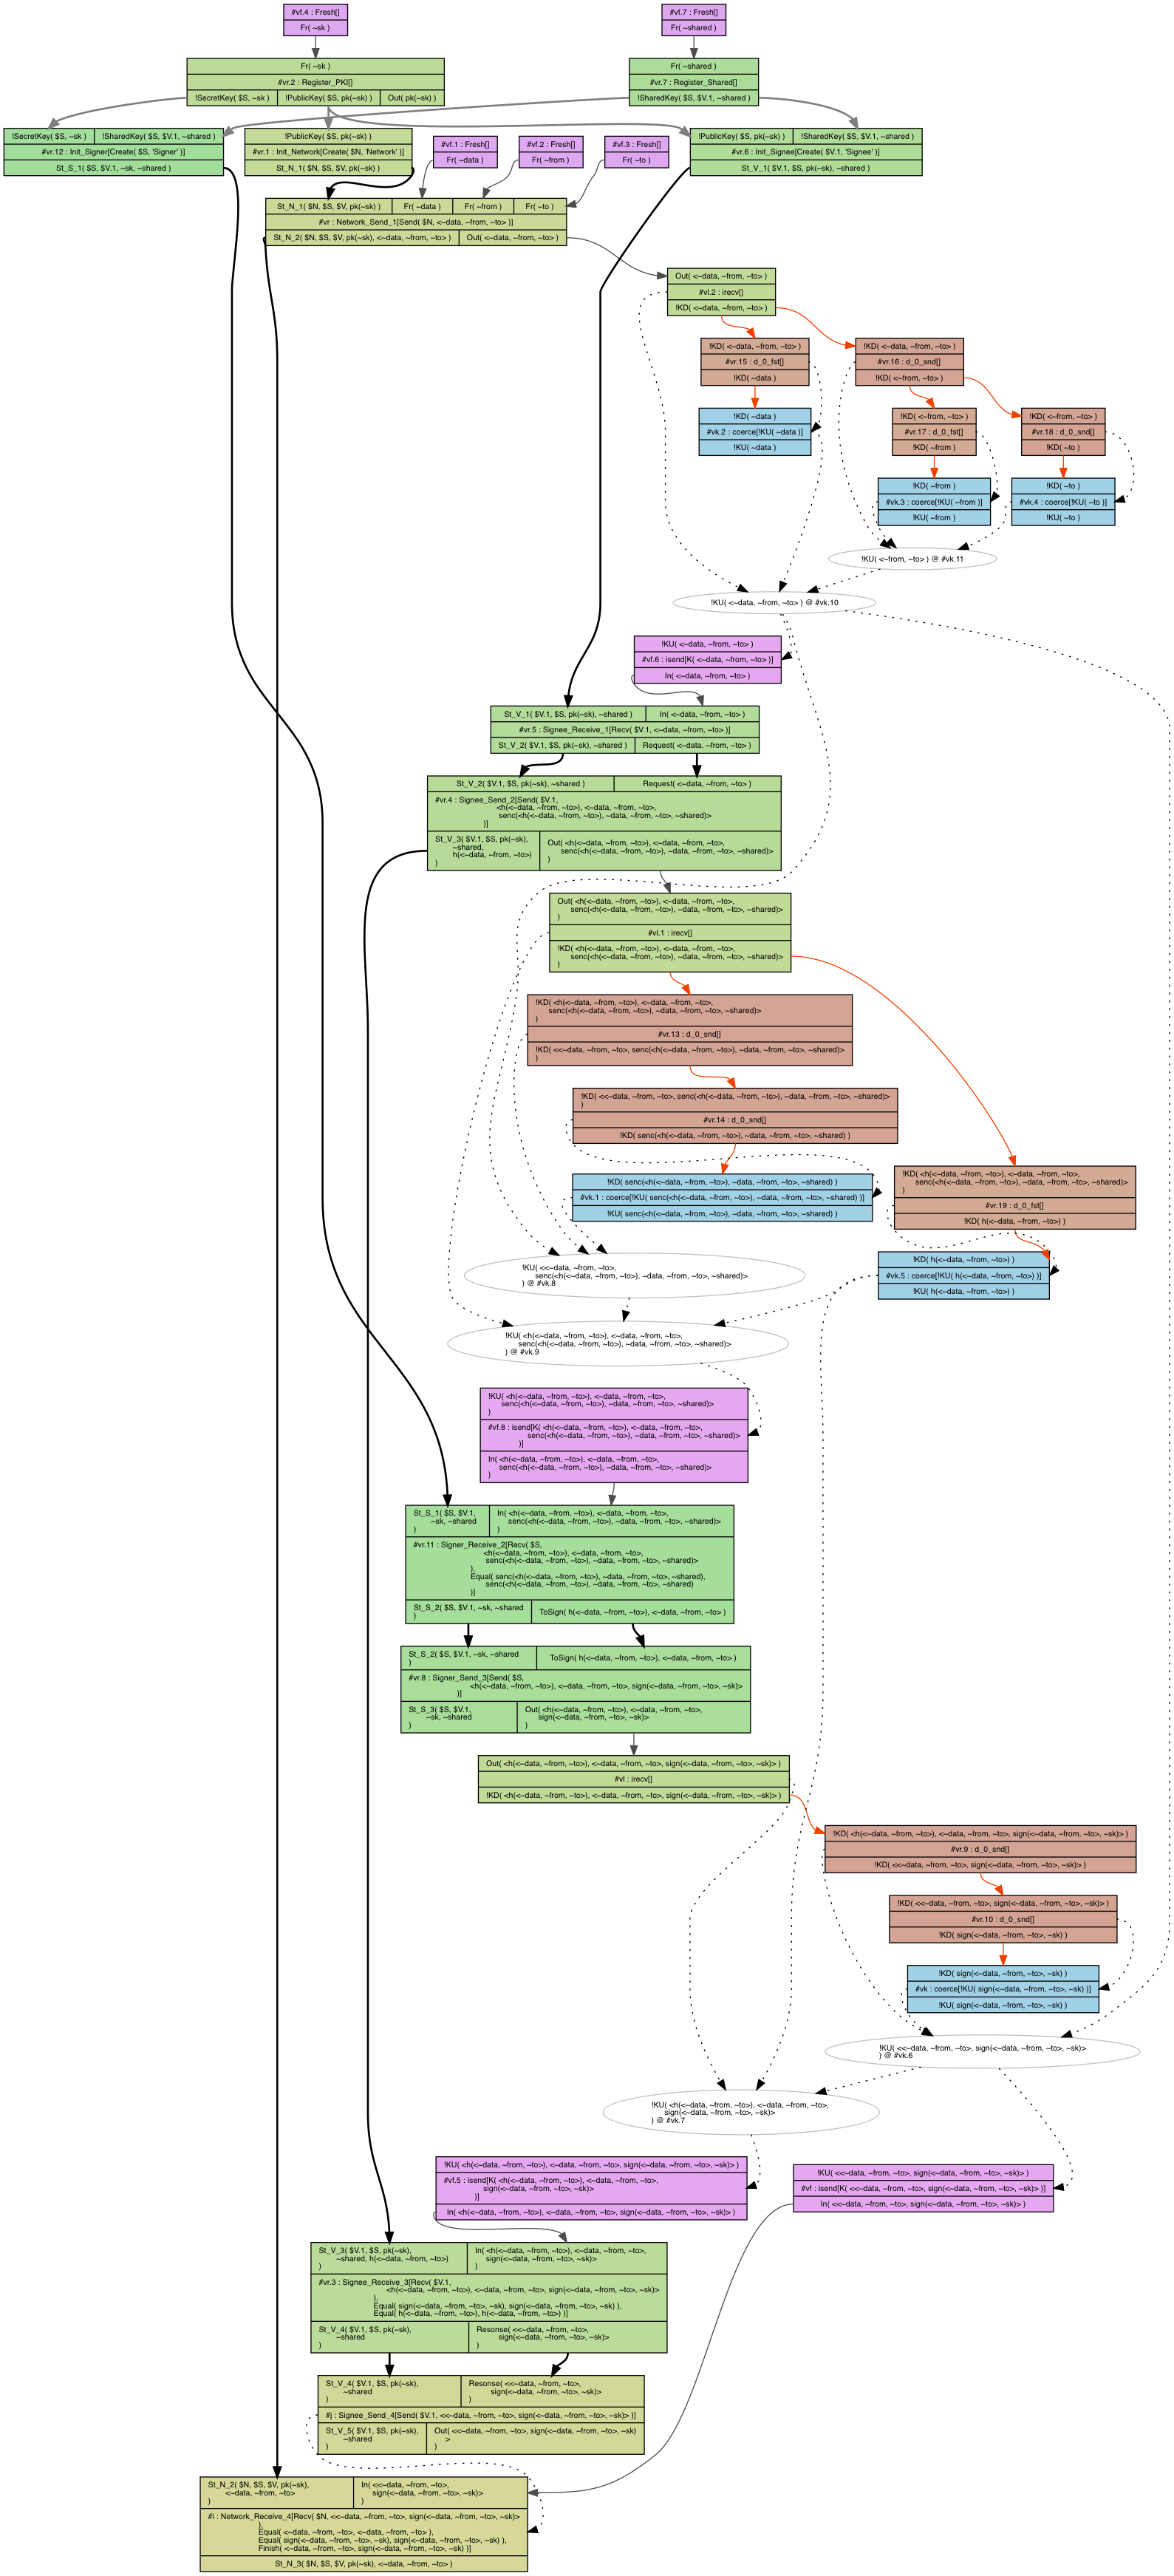 #vf.4 : Fresh[]
Fr( ~sk )
#vf.7 : Fresh[]
Fr( ~shared )
Fr( ~sk )
#vr.2 : Register_PKI[]
!SecretKey( $S, ~sk )
!PublicKey( $S, pk(~sk) )
Out( pk(~sk) )
Fr( ~shared )
#vr.7 : Register_Shared[]
!SharedKey( $S, $V.1, ~shared )
!SecretKey( $S, ~sk )
!SharedKey( $S, $V.1, ~shared )
#vr.12 : Init_Signer[Create( $S, 'Signer' )]
St_S_1( $S, $V.1, ~sk, ~shared )
!PublicKey( $S, pk(~sk) )
#vr.1 : Init_Network[Create( $N, 'Network' )]
St_N_1( $N, $S, $V, pk(~sk) )
#vf.1 : Fresh[]
Fr( ~data )
#vf.2 : Fresh[]
Fr( ~from )
#vf.3 : Fresh[]
Fr( ~to )
!PublicKey( $S, pk(~sk) )
!SharedKey( $S, $V.1, ~shared )
#vr.6 : Init_Signee[Create( $V.1, 'Signee' )]
St_V_1( $V.1, $S, pk(~sk), ~shared )
St_N_1( $N, $S, $V, pk(~sk) )
Fr( ~data )
Fr( ~from )
Fr( ~to )
#vr : Network_Send_1[Send( $N, <~data, ~from, ~to> )]
St_N_2( $N, $S, $V, pk(~sk), <~data, ~from, ~to> )
Out( <~data, ~from, ~to> )
Out( <~data, ~from, ~to> )
#vl.2 : irecv[]
!KD( <~data, ~from, ~to> )
!KD( <~data, ~from, ~to> )
#vr.15 : d_0_fst[]
!KD( ~data )
!KD( <~data, ~from, ~to> )
#vr.16 : d_0_snd[]
!KD( <~from, ~to> )
!KD( ~data )
#vk.2 : coerce[!KU( ~data )]
!KU( ~data )
!KD( <~from, ~to> )
#vr.17 : d_0_fst[]
!KD( ~from )
!KD( <~from, ~to> )
#vr.18 : d_0_snd[]
!KD( ~to )
!KD( ~from )
#vk.3 : coerce[!KU( ~from )]
!KU( ~from )
!KD( ~to )
#vk.4 : coerce[!KU( ~to )]
!KU( ~to )
!KU( <~from, ~to> ) @ #vk.11
!KU( <~data, ~from, ~to> ) @ #vk.10
!KU( <~data, ~from, ~to> )
#vf.6 : isend[K( <~data, ~from, ~to> )]
In( <~data, ~from, ~to> )
St_V_1( $V.1, $S, pk(~sk), ~shared )
In( <~data, ~from, ~to> )
#vr.5 : Signee_Receive_1[Recv( $V.1, <~data, ~from, ~to> )]
St_V_2( $V.1, $S, pk(~sk), ~shared )
Request( <~data, ~from, ~to> )
St_V_2( $V.1, $S, pk(~sk), ~shared )
Request( <~data, ~from, ~to> )
#vr.4 : Signee_Send_2[Send( $V.1,
<h(<~data, ~from, ~to>), <~data, ~from, ~to>,
senc(<h(<~data, ~from, ~to>), ~data, ~from, ~to>, ~shared)>
)]
St_V_3( $V.1, $S, pk(~sk),
~shared,
h(<~data, ~from, ~to>)
)
Out( <h(<~data, ~from, ~to>), <~data, ~from, ~to>,
senc(<h(<~data, ~from, ~to>), ~data, ~from, ~to>, ~shared)>
)
Out( <h(<~data, ~from, ~to>), <~data, ~from, ~to>,
senc(<h(<~data, ~from, ~to>), ~data, ~from, ~to>, ~shared)>
)
#vl.1 : irecv[]
!KD( <h(<~data, ~from, ~to>), <~data, ~from, ~to>,
senc(<h(<~data, ~from, ~to>), ~data, ~from, ~to>, ~shared)>
)
!KD( <h(<~data, ~from, ~to>), <~data, ~from, ~to>,
senc(<h(<~data, ~from, ~to>), ~data, ~from, ~to>, ~shared)>
)
#vr.13 : d_0_snd[]
!KD( <<~data, ~from, ~to>, senc(<h(<~data, ~from, ~to>), ~data, ~from, ~to>, ~shared)>
)
!KD( <<~data, ~from, ~to>, senc(<h(<~data, ~from, ~to>), ~data, ~from, ~to>, ~shared)>
)
#vr.14 : d_0_snd[]
!KD( senc(<h(<~data, ~from, ~to>), ~data, ~from, ~to>, ~shared) )
!KD( senc(<h(<~data, ~from, ~to>), ~data, ~from, ~to>, ~shared) )
#vk.1 : coerce[!KU( senc(<h(<~data, ~from, ~to>), ~data, ~from, ~to>, ~shared) )]
!KU( senc(<h(<~data, ~from, ~to>), ~data, ~from, ~to>, ~shared) )
!KD( <h(<~data, ~from, ~to>), <~data, ~from, ~to>,
senc(<h(<~data, ~from, ~to>), ~data, ~from, ~to>, ~shared)>
)
#vr.19 : d_0_fst[]
!KD( h(<~data, ~from, ~to>) )
!KD( h(<~data, ~from, ~to>) )
#vk.5 : coerce[!KU( h(<~data, ~from, ~to>) )]
!KU( h(<~data, ~from, ~to>) )
!KU( <<~data, ~from, ~to>,
senc(<h(<~data, ~from, ~to>), ~data, ~from, ~to>, ~shared)>
) @ #vk.8
!KU( <h(<~data, ~from, ~to>), <~data, ~from, ~to>,
senc(<h(<~data, ~from, ~to>), ~data, ~from, ~to>, ~shared)>
) @ #vk.9
!KU( <h(<~data, ~from, ~to>), <~data, ~from, ~to>,
senc(<h(<~data, ~from, ~to>), ~data, ~from, ~to>, ~shared)>
)
#vf.8 : isend[K( <h(<~data, ~from, ~to>), <~data, ~from, ~to>,
senc(<h(<~data, ~from, ~to>), ~data, ~from, ~to>, ~shared)>
)]
In( <h(<~data, ~from, ~to>), <~data, ~from, ~to>,
senc(<h(<~data, ~from, ~to>), ~data, ~from, ~to>, ~shared)>
)
St_S_1( $S, $V.1,
~sk, ~shared
)
In( <h(<~data, ~from, ~to>), <~data, ~from, ~to>,
senc(<h(<~data, ~from, ~to>), ~data, ~from, ~to>, ~shared)>
)
#vr.11 : Signer_Receive_2[Recv( $S,
<h(<~data, ~from, ~to>), <~data, ~from, ~to>,
senc(<h(<~data, ~from, ~to>), ~data, ~from, ~to>, ~shared)>
),
Equal( senc(<h(<~data, ~from, ~to>), ~data, ~from, ~to>, ~shared),
senc(<h(<~data, ~from, ~to>), ~data, ~from, ~to>, ~shared)
)]
St_S_2( $S, $V.1, ~sk, ~shared
)
ToSign( h(<~data, ~from, ~to>), <~data, ~from, ~to> )
St_S_2( $S, $V.1, ~sk, ~shared
)
ToSign( h(<~data, ~from, ~to>), <~data, ~from, ~to> )
#vr.8 : Signer_Send_3[Send( $S,
<h(<~data, ~from, ~to>), <~data, ~from, ~to>, sign(<~data, ~from, ~to>, ~sk)>
)]
St_S_3( $S, $V.1,
~sk, ~shared
)
Out( <h(<~data, ~from, ~to>), <~data, ~from, ~to>,
sign(<~data, ~from, ~to>, ~sk)>
)
Out( <h(<~data, ~from, ~to>), <~data, ~from, ~to>, sign(<~data, ~from, ~to>, ~sk)> )
#vl : irecv[]
!KD( <h(<~data, ~from, ~to>), <~data, ~from, ~to>, sign(<~data, ~from, ~to>, ~sk)> )
!KD( <h(<~data, ~from, ~to>), <~data, ~from, ~to>, sign(<~data, ~from, ~to>, ~sk)> )
#vr.9 : d_0_snd[]
!KD( <<~data, ~from, ~to>, sign(<~data, ~from, ~to>, ~sk)> )
!KD( <<~data, ~from, ~to>, sign(<~data, ~from, ~to>, ~sk)> )
#vr.10 : d_0_snd[]
!KD( sign(<~data, ~from, ~to>, ~sk) )
!KD( sign(<~data, ~from, ~to>, ~sk) )
#vk : coerce[!KU( sign(<~data, ~from, ~to>, ~sk) )]
!KU( sign(<~data, ~from, ~to>, ~sk) )
!KU( <<~data, ~from, ~to>, sign(<~data, ~from, ~to>, ~sk)>
) @ #vk.6
!KU( <h(<~data, ~from, ~to>), <~data, ~from, ~to>,
sign(<~data, ~from, ~to>, ~sk)>
) @ #vk.7
!KU( <h(<~data, ~from, ~to>), <~data, ~from, ~to>, sign(<~data, ~from, ~to>, ~sk)> )
#vf.5 : isend[K( <h(<~data, ~from, ~to>), <~data, ~from, ~to>,
sign(<~data, ~from, ~to>, ~sk)>
)]
In( <h(<~data, ~from, ~to>), <~data, ~from, ~to>, sign(<~data, ~from, ~to>, ~sk)> )
!KU( <<~data, ~from, ~to>, sign(<~data, ~from, ~to>, ~sk)> )
#vf : isend[K( <<~data, ~from, ~to>, sign(<~data, ~from, ~to>, ~sk)> )]
In( <<~data, ~from, ~to>, sign(<~data, ~from, ~to>, ~sk)> )
St_V_3( $V.1, $S, pk(~sk),
~shared, h(<~data, ~from, ~to>)
)
In( <h(<~data, ~from, ~to>), <~data, ~from, ~to>,
sign(<~data, ~from, ~to>, ~sk)>
)
#vr.3 : Signee_Receive_3[Recv( $V.1,
<h(<~data, ~from, ~to>), <~data, ~from, ~to>, sign(<~data, ~from, ~to>, ~sk)>
),
Equal( sign(<~data, ~from, ~to>, ~sk), sign(<~data, ~from, ~to>, ~sk) ),
Equal( h(<~data, ~from, ~to>), h(<~data, ~from, ~to>) )]
St_V_4( $V.1, $S, pk(~sk),
~shared
)
Resonse( <<~data, ~from, ~to>,
sign(<~data, ~from, ~to>, ~sk)>
)
St_V_4( $V.1, $S, pk(~sk),
~shared
)
Resonse( <<~data, ~from, ~to>,
sign(<~data, ~from, ~to>, ~sk)>
)
#j : Signee_Send_4[Send( $V.1, <<~data, ~from, ~to>, sign(<~data, ~from, ~to>, ~sk)> )]
St_V_5( $V.1, $S, pk(~sk),
~shared
)
Out( <<~data, ~from, ~to>, sign(<~data, ~from, ~to>, ~sk)
>
)
St_N_2( $N, $S, $V, pk(~sk),
<~data, ~from, ~to>
)
In( <<~data, ~from, ~to>,
sign(<~data, ~from, ~to>, ~sk)>
)
#i : Network_Receive_4[Recv( $N, <<~data, ~from, ~to>, sign(<~data, ~from, ~to>, ~sk)>
),
Equal( <~data, ~from, ~to>, <~data, ~from, ~to> ),
Equal( sign(<~data, ~from, ~to>, ~sk), sign(<~data, ~from, ~to>, ~sk) ),
Finish( <~data, ~from, ~to>, sign(<~data, ~from, ~to>, ~sk) )]
St_N_3( $N, $S, $V, pk(~sk), <~data, ~from, ~to> )